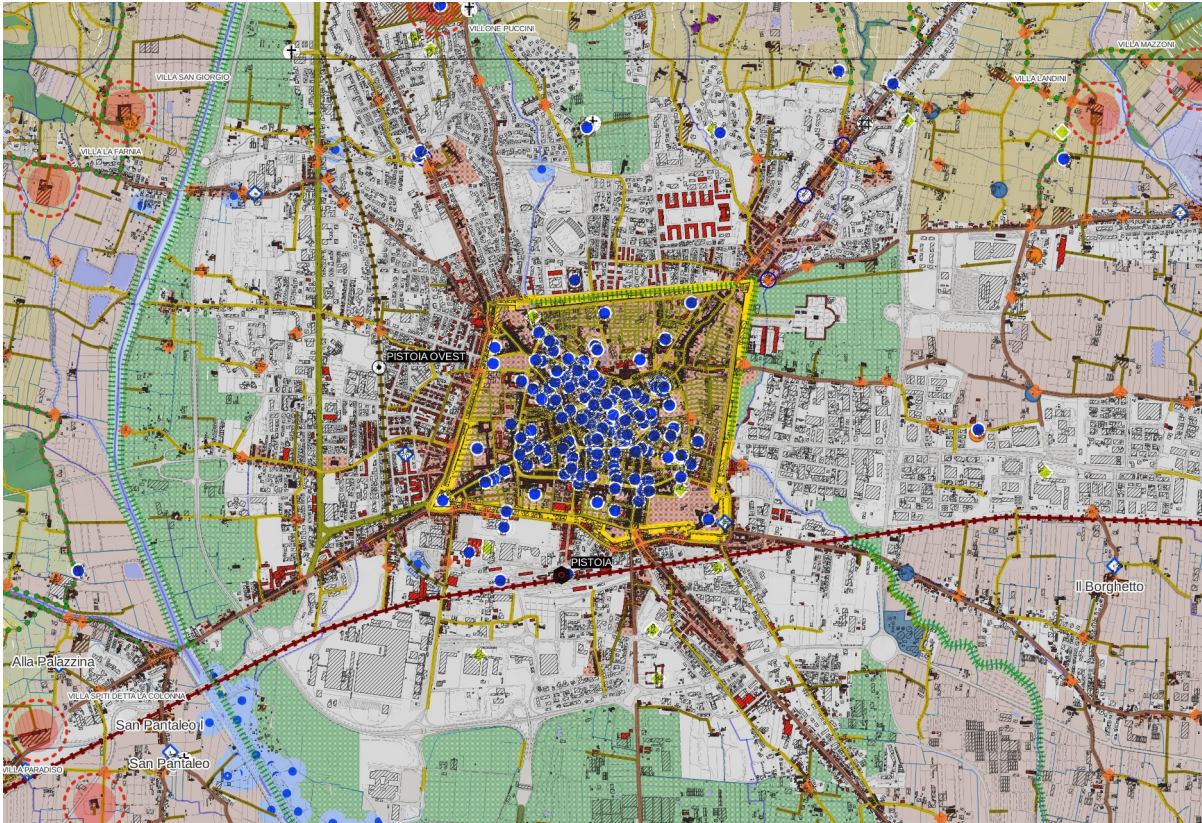 VILLONE PUCCINI
VILLA MAZZONI
VILLA SAN GIORGIO
VILLA LANDINI
VILLA LA FARNIA
PISTOIA OVEST
PISTOIA
Il Borghetto
Alla Palazzina
VILLA SPITI DETTA LA COLONNA
San Pantaleo I
San Pantaleo
VILLA PARADISO